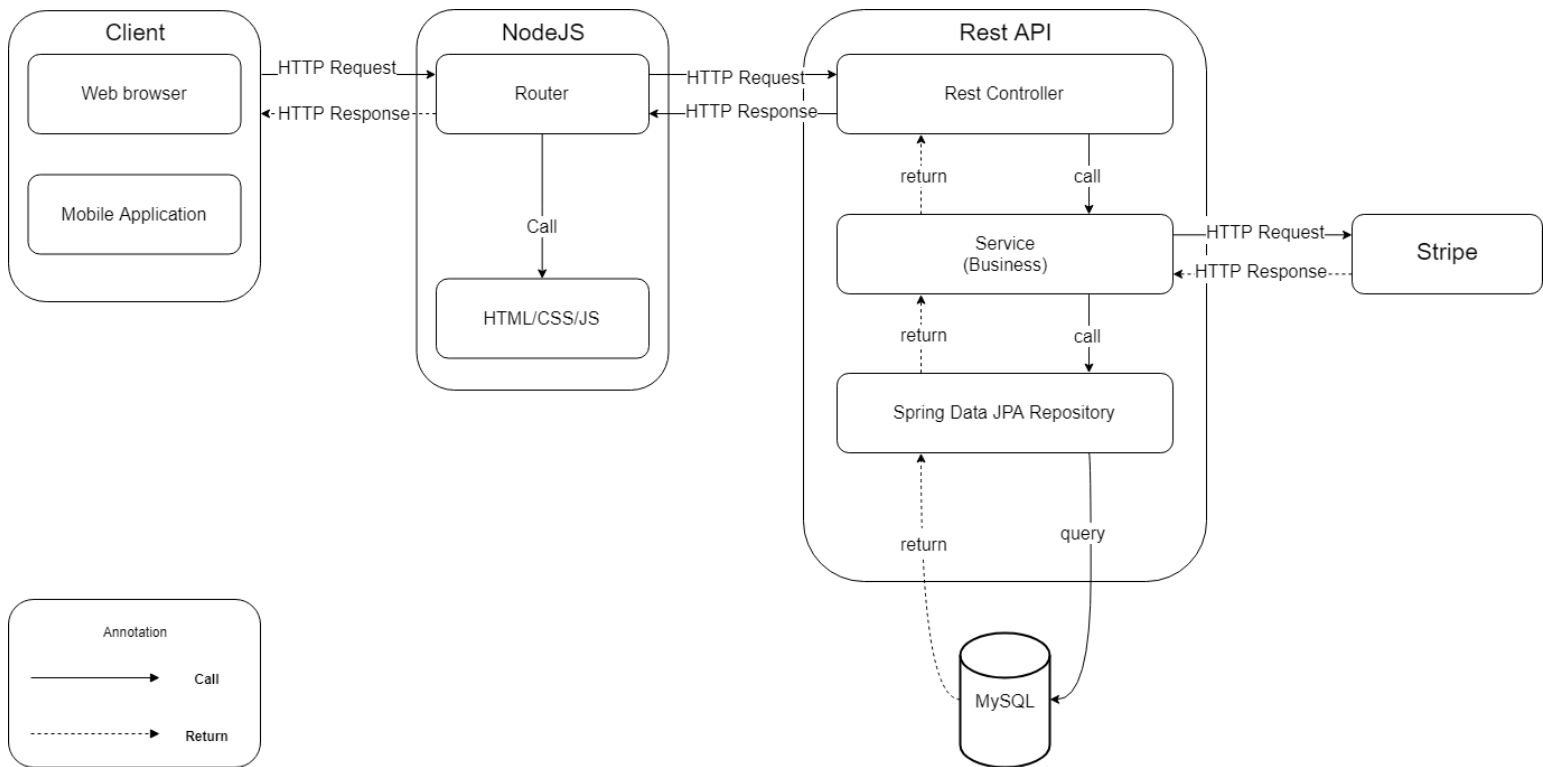 Client
Web browser
Mobile Application
HTTP Request
HTTP Response
NodeJS
Router
Call
HTML/CSS/JS
HTTP Request
HTTP Response
Rest API
Rest Controller
return
call
Service
(Business)
HTTP Request
HTTP Response
Stripe
return
call
Spring Data JPA Repository
return
query
MySQL
Annotation
Call
Return